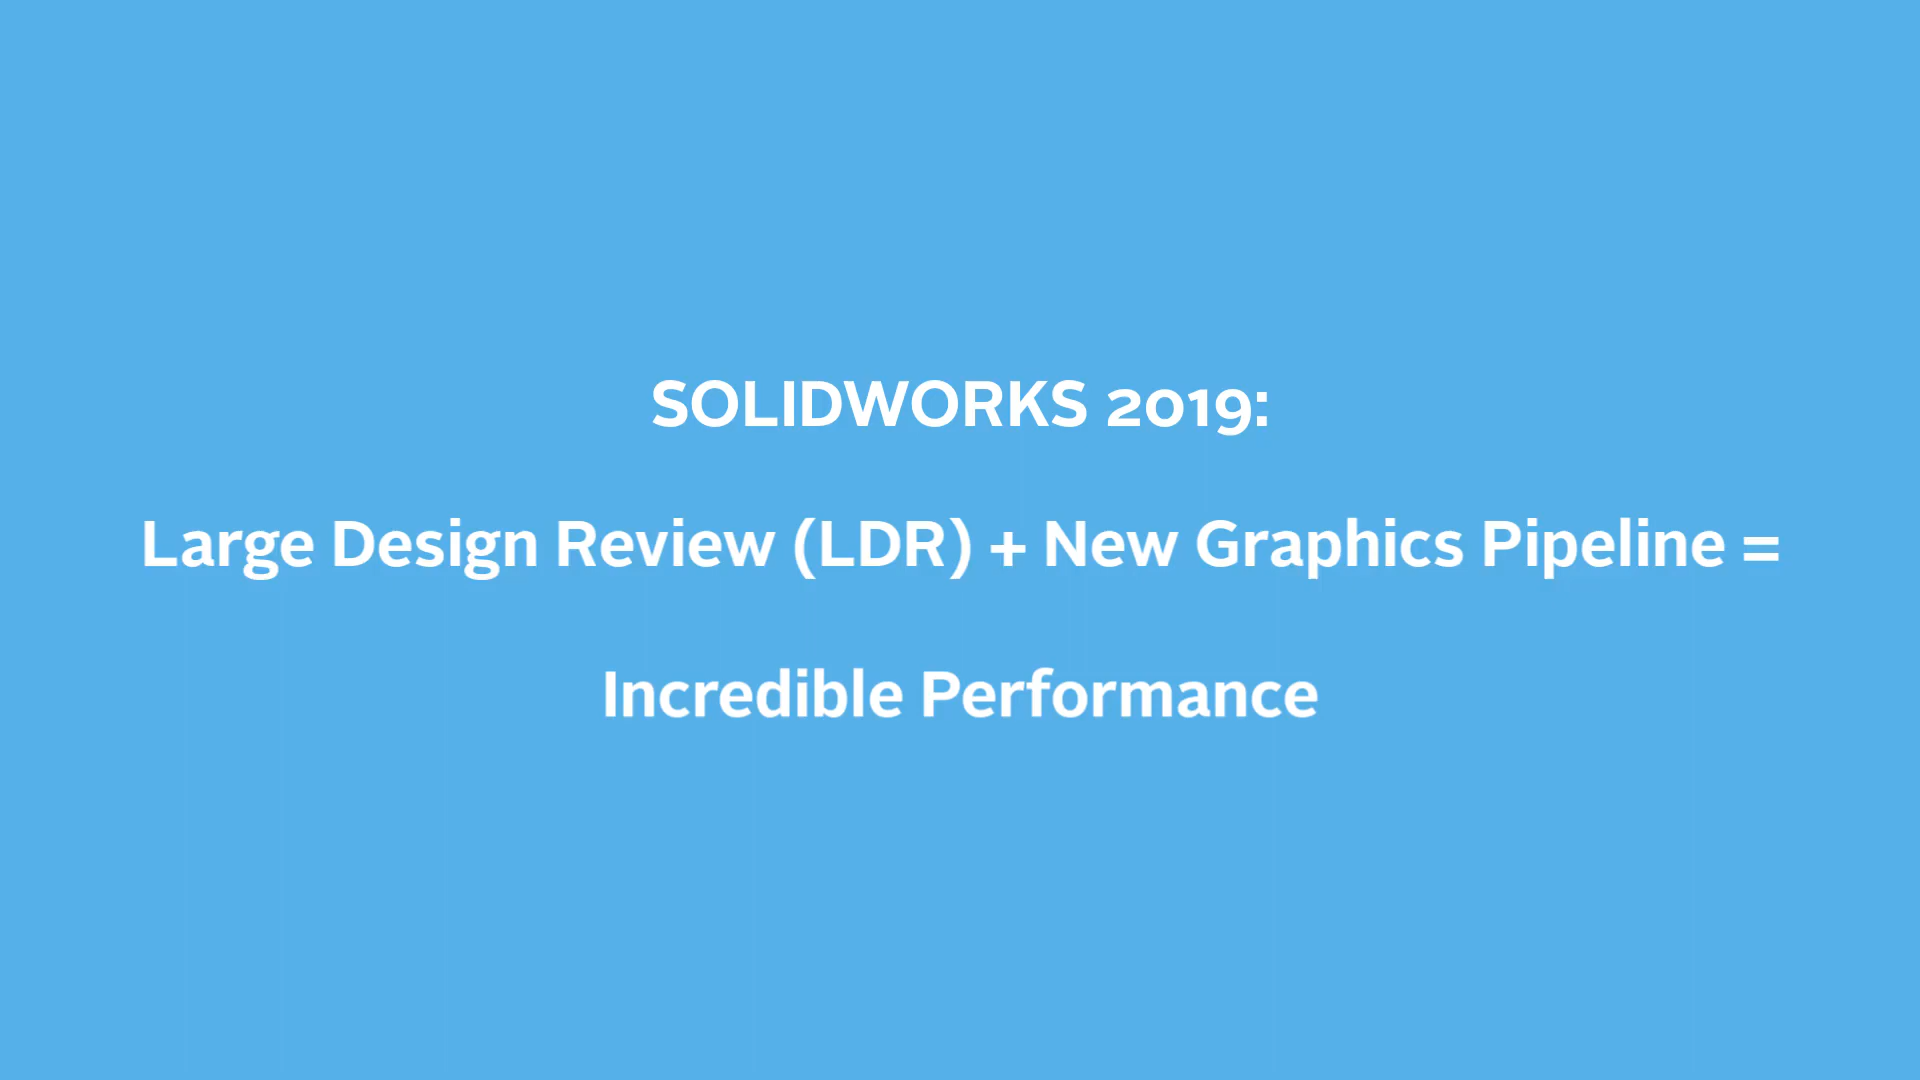 SOLIDWORKS 2019:
Large Design Review (LDR) + New Graphics Pipeline =
Incredible Performance